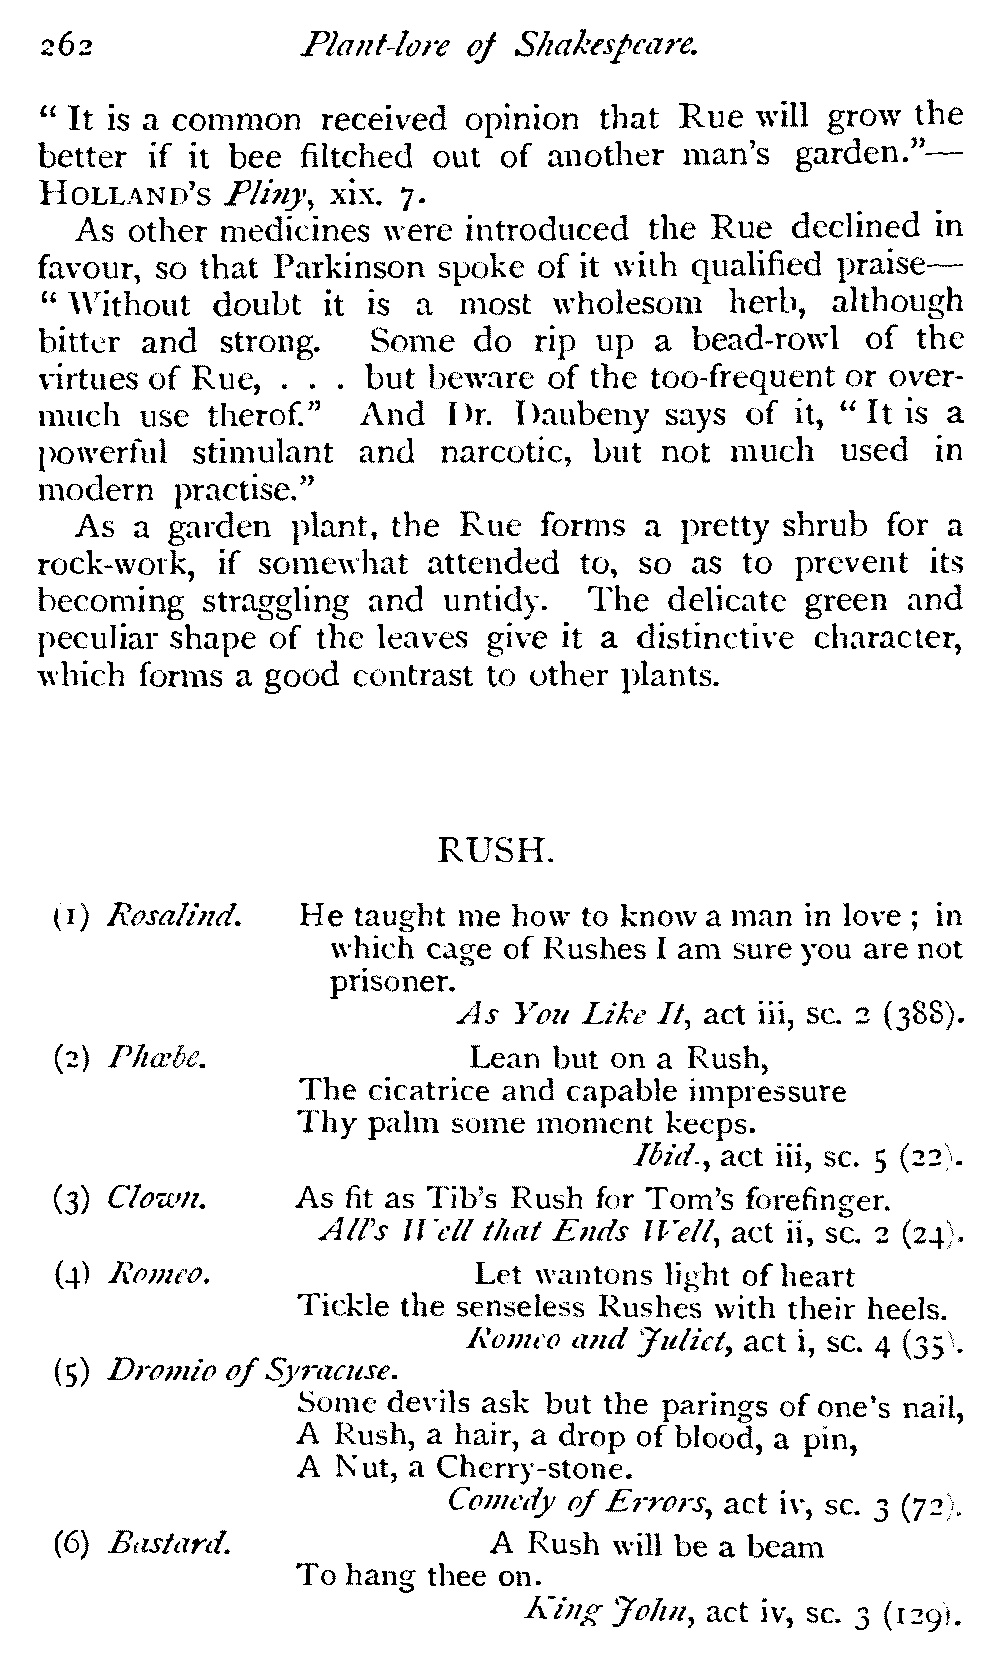 262 Plant-lore of Shakespeare.
“ It is a common received opinion that Rue will grow the
better if it bee filtched out of another man's garden.”—
HOLLAND'S Pliny, xix. 7.
As other medicines were introduced the Rue declined in
favour, so that Parkinson spoke of it with qualified praise—
“ Without doubt it is a most wholesom herb, although
bitter and strong. Some do rip up a bead-rowl of the
virtues of Rue, . . . but beware of the too-frequent or over-
much use therof.” And Dr. Daubeny says of it, “ It is a
powerful stimulant and narcotic, but not much used in
modern practise.”
As a garden plant, the Rue forms a pretty shrub for a
rock-work, if somewhat attended to, so as to prevent its
becoming straggling and untidy. The delicate green and
peculiar shape of the leaves give it a distinctive character,
which forms a good contrast to other plants.
RUSH.
(1) Rosalind. He taught me how to know a man in love ; in
which cage of Rushes I am sure you are not
prisoner.
As You Like It, act iii, sc. 2 (388).
(2) Phœbe. Lean but on a Rush,
The cicatrice and capable impressure
Thy palm some moment keeps.
Ibid., act iii, sc. 5 (22).
(3) Clown. As fit as Tib's Rush for Tom's forefinger.
All's Well that Ends Well, act ii, sc. 2 (24).
(4) Romeo. Let wantons light of heart
Tickle the senseless Rushes with their heels.
Romeo and Juliet, act i, sc. 4 (35).
(5) Dromio of Syracuse.
Some devils ask but the parings of one's nail,
A Rush, a hair, a drop of blood, a pin,
A Nut, a Cherry-stone.
Comedy of Errors, act iv, sc. 3 (72).
(6) Bastard. A Rush will be a beam
To hang thee on.
King John, act iv, sc. 3 (129).